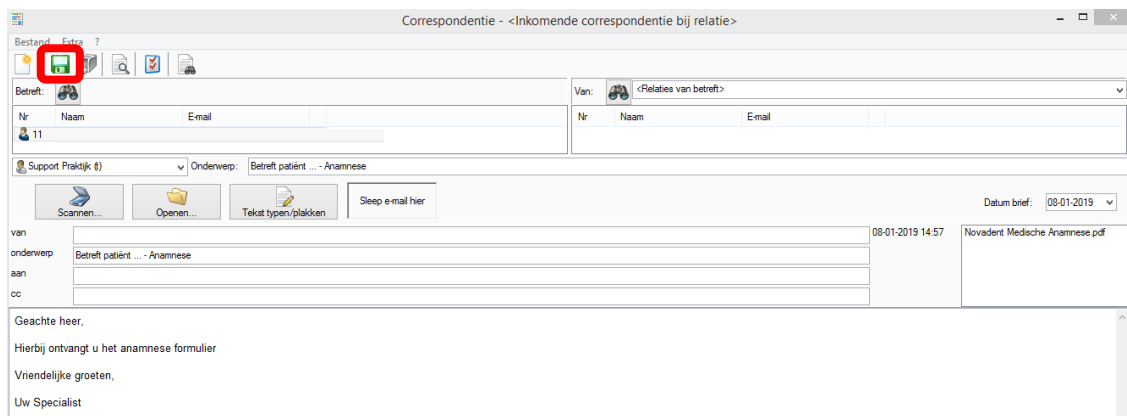 Correspondentie - <Inkomende correspondentie bij relatie>
Bestand Extra ?
Betreft: Van: <Relaties van betreft>
Nr Naam E-mail Nr Naam E-mail
11
Support Praktijk (t) Onderwerp: Betreft patiënt ... - Anamnese
Scannen... Openen... Tekst typen/plakken Sleep e-mail hier Datum brief: 08-01-2019
van 08-01-2019 14:57 Novadent Medische Anamnese.pdf
onderwerp Betreft patiënt ... - Anamnese
aan
cc
Geachte heer,
Hierbij ontvangt u het anamnese formulier
Vriendelijke groeten,
Uw Specialist